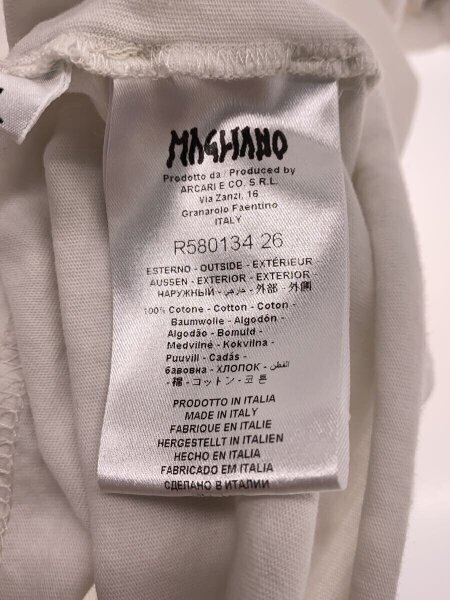 MAGLIANO
Prodotto da / Produced by
ARCARI E CO. S.R.L.
Via Zanzi, 16
Granarolo Faentino
ITALY
R580134 26
ESTERNO - OUTSIDE - EXTÉRIEUR
AUSSEN - EXTERIOR - EXTERIOR -
НАРУЖНЫЙ - خارجي - 外部 - 外側
100% Cotone - Cotton - Coton -
Baumwolle - Algodón -
Algodão - Bomuld -
Medvilné - Kokvilna -
Puuvill - Cadás -
бавовна - ХЛОПОК - القطن
- 棉 - コットン - 코 튼
PRODOTTO IN ITALIA
MADE IN ITALY
FABRIQUE EN ITALIE
HERGESTELLT IN ITALIEN
HECHO EN ITALIA
FABRICADO EM ITALIA
СДЕЛАНО В ИТАЛИИ